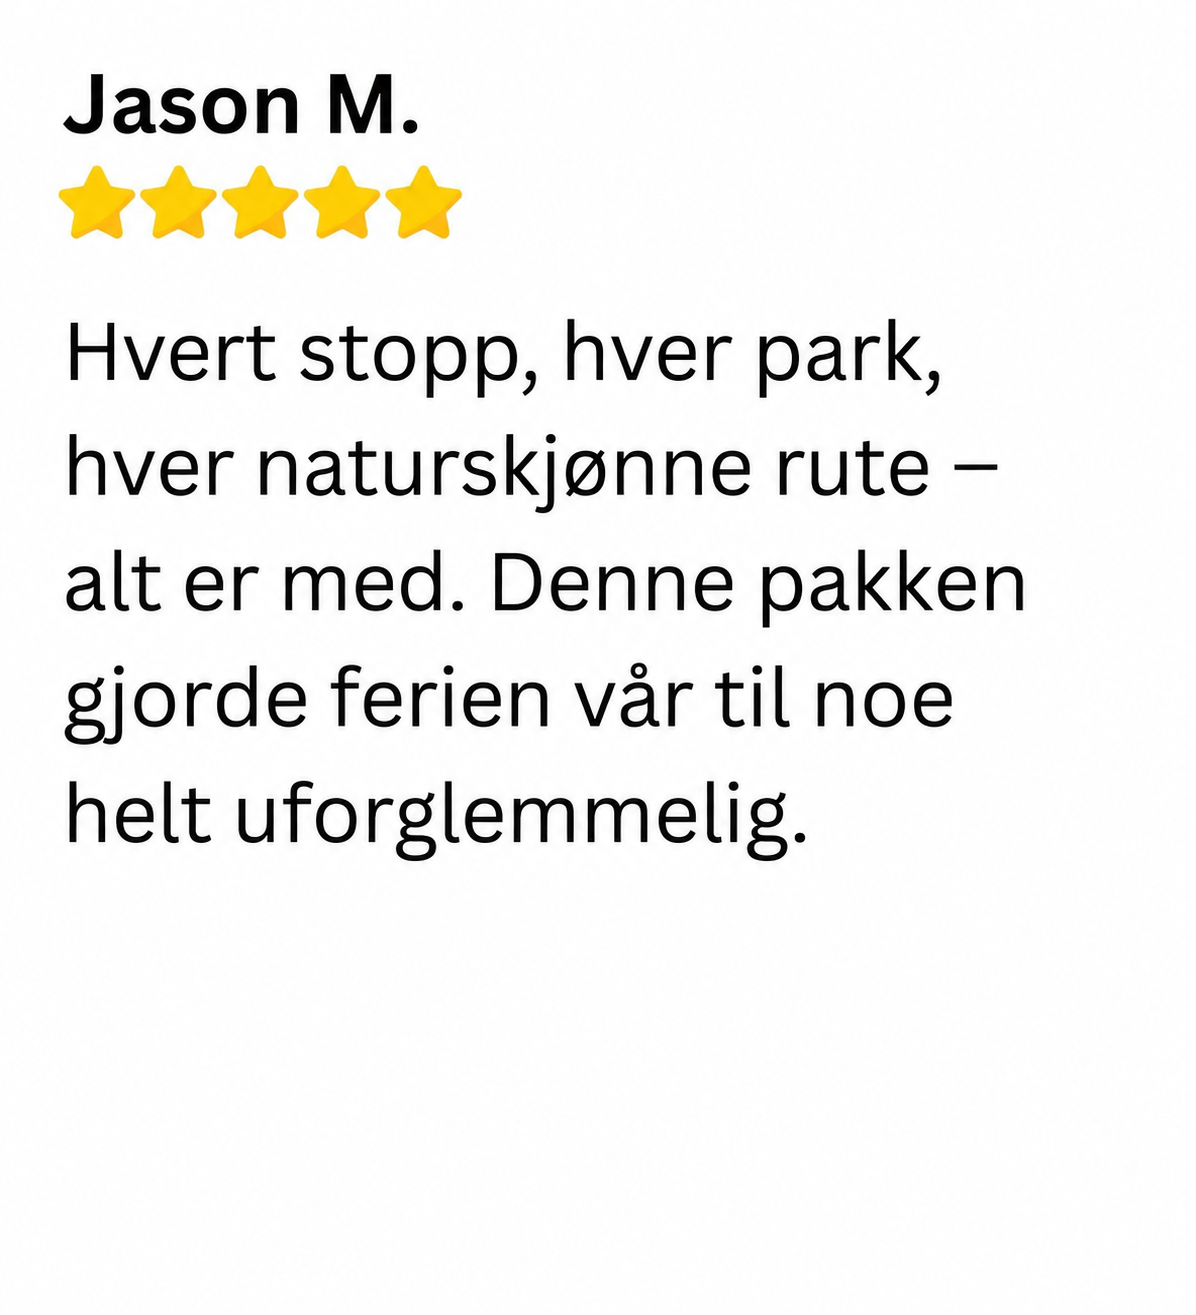 Jason M.
⭐⭐⭐⭐⭐
Hvert stopp, hver park,
hver naturskjønne rute –
alt er med. Denne pakken
gjorde ferien vår til noe
helt uforglemmelig.